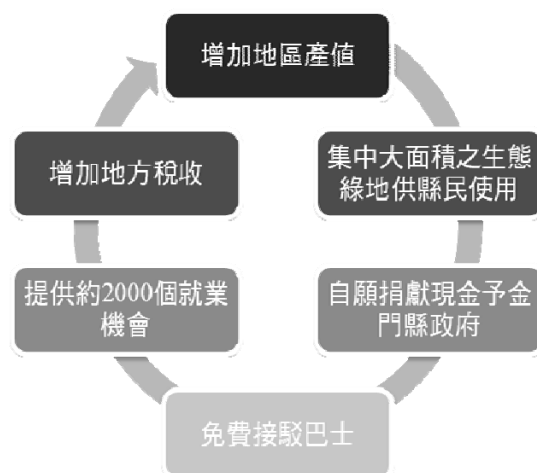 增加地區產值
集中大面積之生態
綠地供縣民使用
自願捐獻現金予金
門縣政府
免費接駁巴士
提供約2000個就業
機會
增加地方稅收